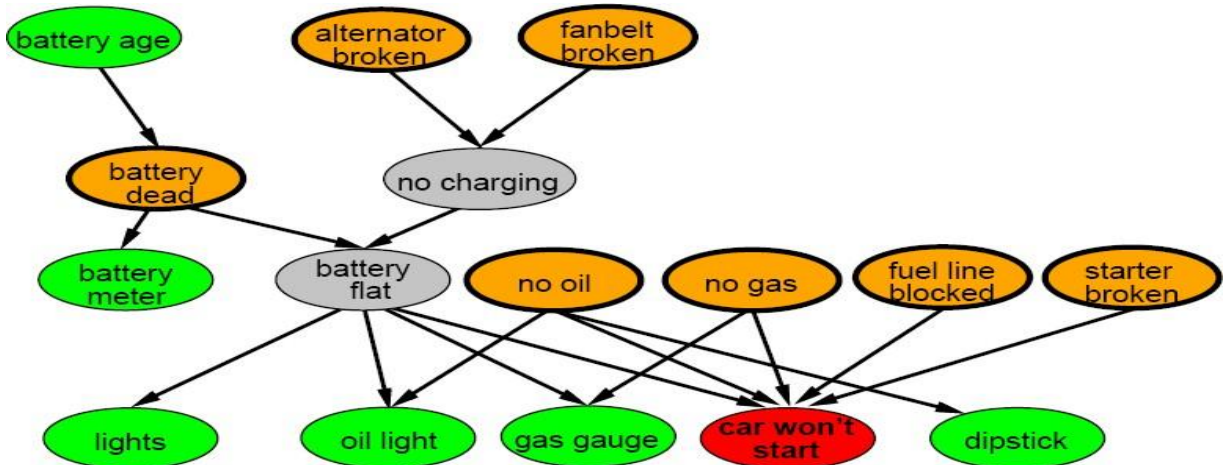 battery age
alternator
broken
fanbelt
broken
battery
dead
no charging
battery
meter
battery
flat
no oil
no gas
fuel line
blocked
starter
broken
lights
oil light
gas gauge
car won't
start
dipstick